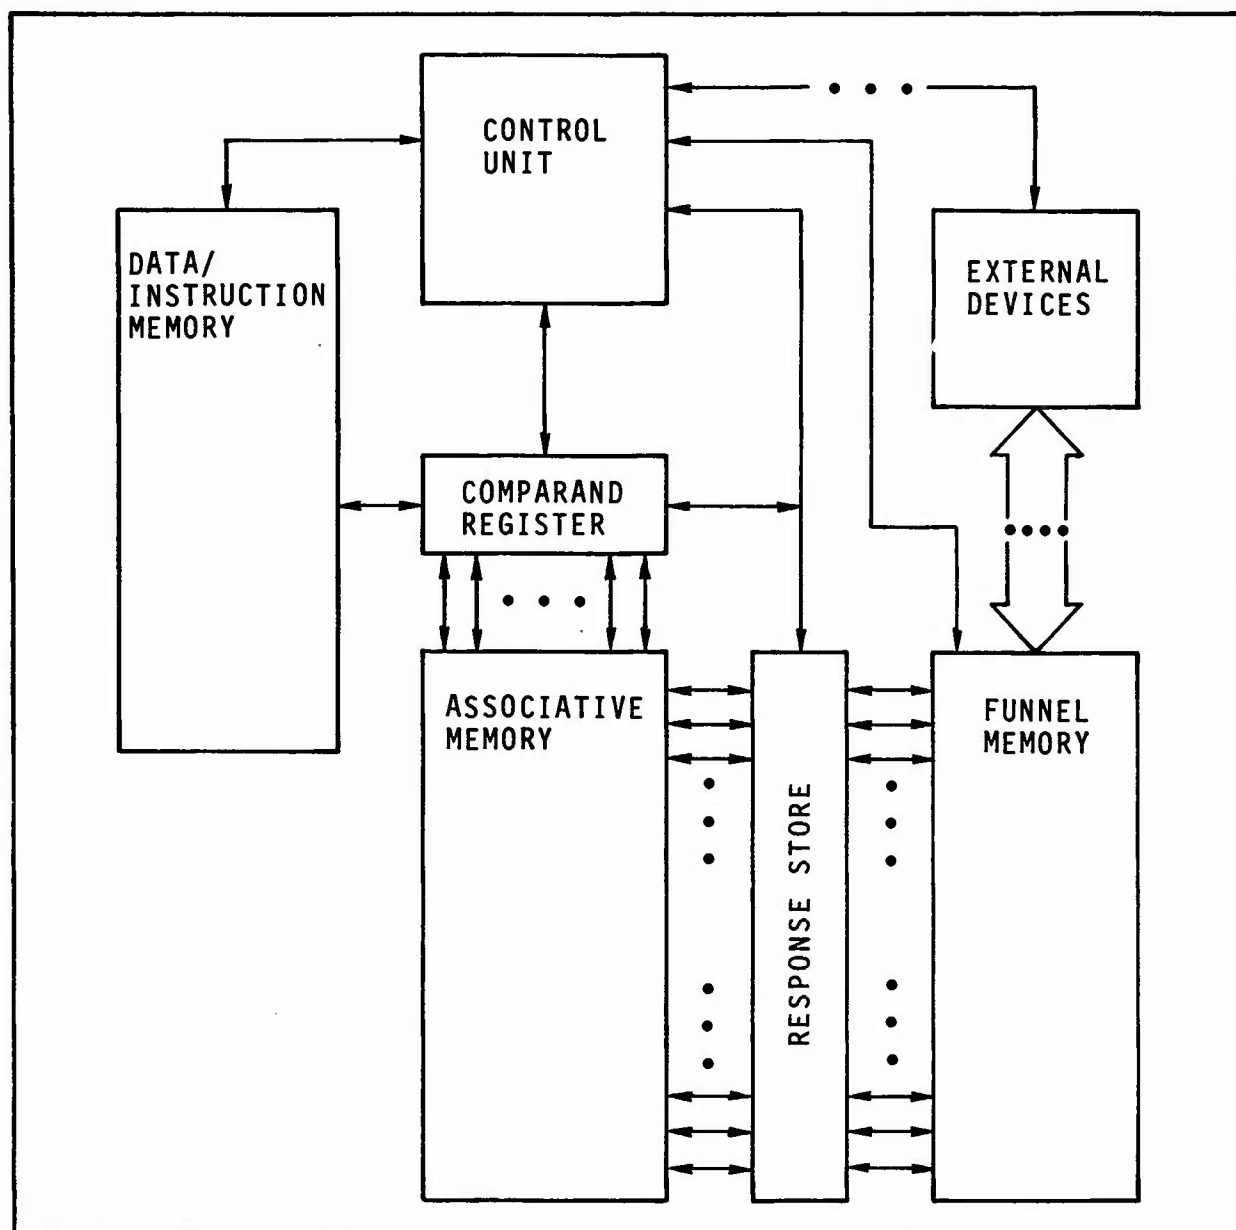 CONTROL
UNIT
DATA/
INSTRUCTION
MEMORY
EXTERNAL
DEVICES
COMPARAND
REGISTER
ASSOCIATIVE
MEMORY
RESPONSE STORE
FUNNEL
MEMORY